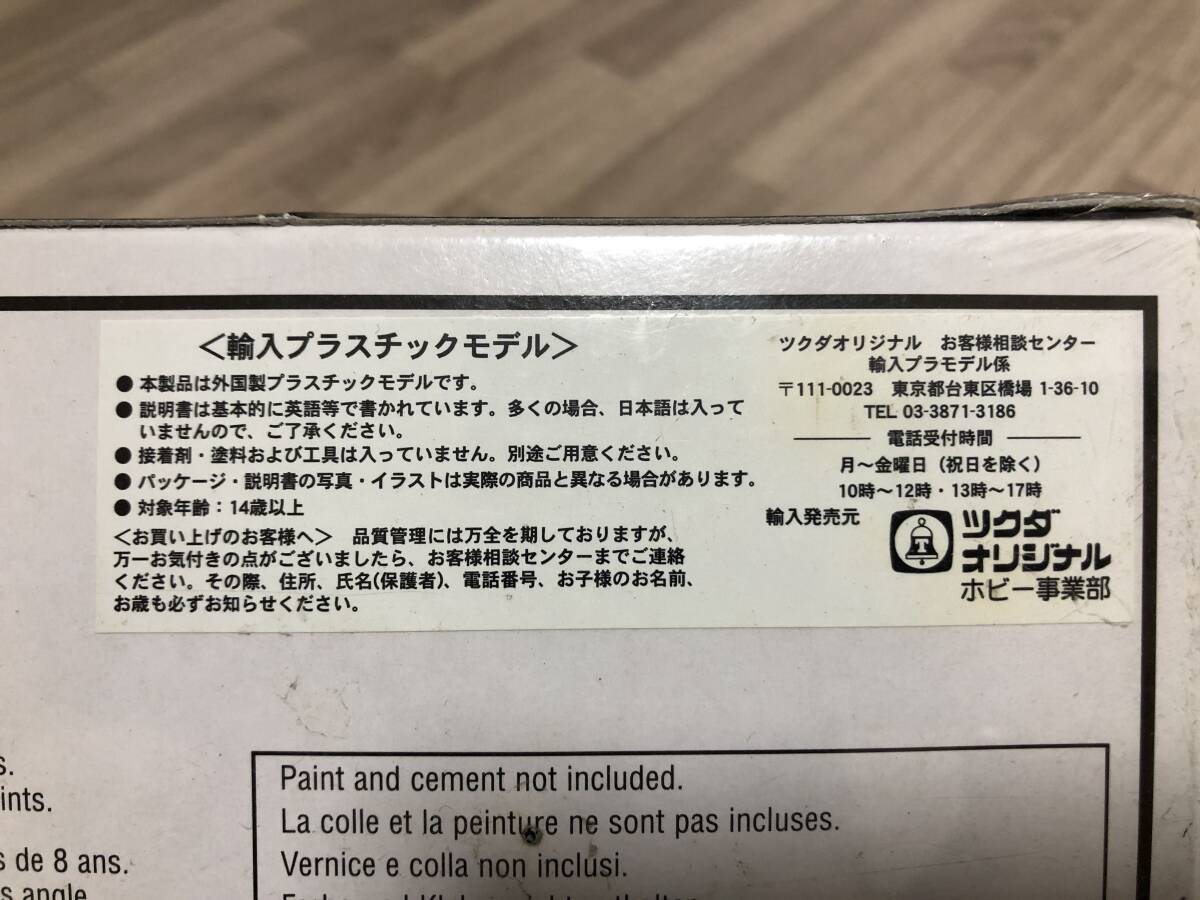 ＜輸入プラスチックモデル＞
● 本製品は外国製プラスチックモデルです。
● 説明書は基本的に英語等で書かれています。多くの場合、日本語は入って
いませんので、ご了承ください。
● 接着剤・塗料および工具は入っていません。別途ご用意ください。
● パッケージ・説明書の写真・イラストは実際の商品と異なる場合があります。
● 対象年齢：14歳以上
＜お買い上げのお客様へ＞　品質管理には万全を期しておりますが、
万一お気付きの点がございましたら、お客様相談センターまでご連絡
ください。その際、住所、氏名(保護者)、電話番号、お子様のお名前、
お歳も必ずお知らせください。
ツクダオリジナル　お客様相談センター
輸入プラモデル係
〒111-0023　東京都台東区橋場 1-36-10
TEL 03-3871-3186
電話受付時間
月～金曜日（祝日を除く）
10時～12時・13時～17時
輸入発売元
ツクダ
オリジナル
ホビー事業部
s.
ints.
s de 8 ans.
s angle
Paint and cement not included.
La colle et la peinture ne sont pas incluses.
Vernice e colla non inclusi.